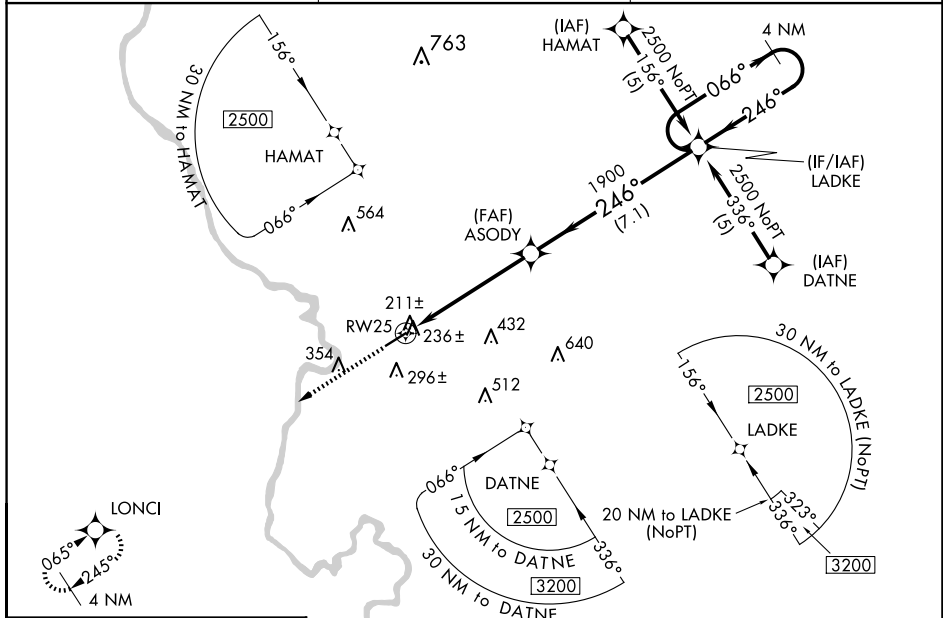 (IAF)
HAMAT
4 NM
763
2500 NoPT
156°
(5)
066°
246°
30 NM to HAMAT
156°
2500
HAMAT
066°
(IF/IAF)
LADKE
1900
246°
(7.1)
2500 NoPT
336°
(5)
564
(FAF)
ASODY
(IAF)
DATNE
211±
RW25
236±
432
640
354
296±
512
30 NM to LADKE (NoPT)
156°
2500
LADKE
323°
336°
20 NM to LADKE
(NoPT)
3200
066°
DATNE
2500
15 NM to DATNE
336°
3200
30 NM to DATNE
LONCI
065°
245°
4 NM